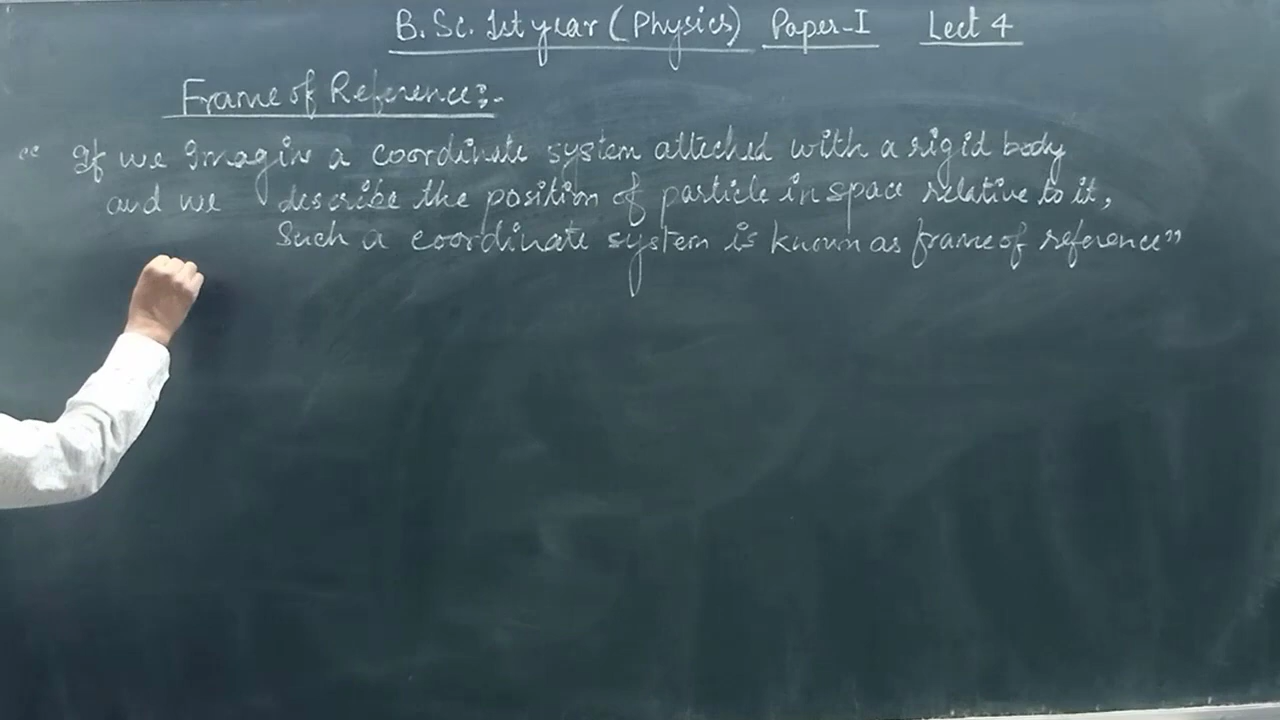 B.Sc. 1st year (Physics) Paper-I Lect 4
Frame of Reference:-
"If we Imagin a coordinate system atteched with a rigid body
and we describe the position of particle in space relative to it,
Such a coordinate system is known as frame of reference"